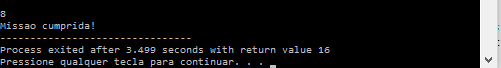 8
Missao cumprida!
--------------------------------
Process exited after 3.499 seconds with return value 16
Pressione qualquer tecla para continuar. . .